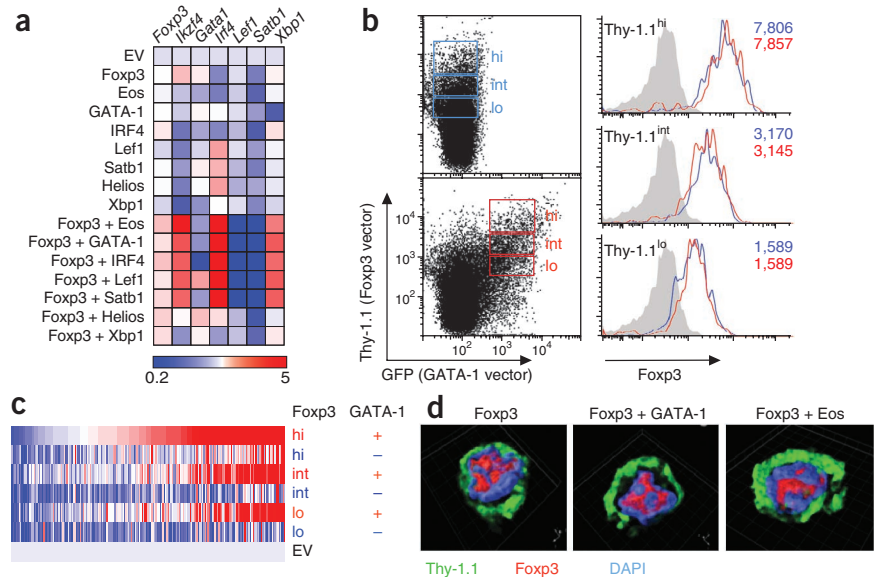 a
Foxp3 Ikzf4 Gata1 Irf4 Lef1 Satb1 Xbp1
EV
Foxp3
Eos
GATA-1
IRF4
Lef1
Satb1
Helios
Xbp1
Foxp3 + Eos
Foxp3 + GATA-1
Foxp3 + IRF4
Foxp3 + Lef1
Foxp3 + Satb1
Foxp3 + Helios
Foxp3 + Xbp1
0.2 5
b
hi
int
lo
hi
int
lo
10^4
10^3
10^2
10^2 10^3 10^4
Thy-1.1 (Foxp3 vector)
GFP (GATA-1 vector)
Thy-1.1^hi
7,806
7,857
Thy-1.1^int
3,170
3,145
Thy-1.1^lo
1,589
1,589
Foxp3
c
Foxp3 GATA-1
hi +
hi –
int +
int –
lo +
lo –
EV
d
Foxp3 Foxp3 + GATA-1 Foxp3 + Eos
Thy-1.1 Foxp3 DAPI